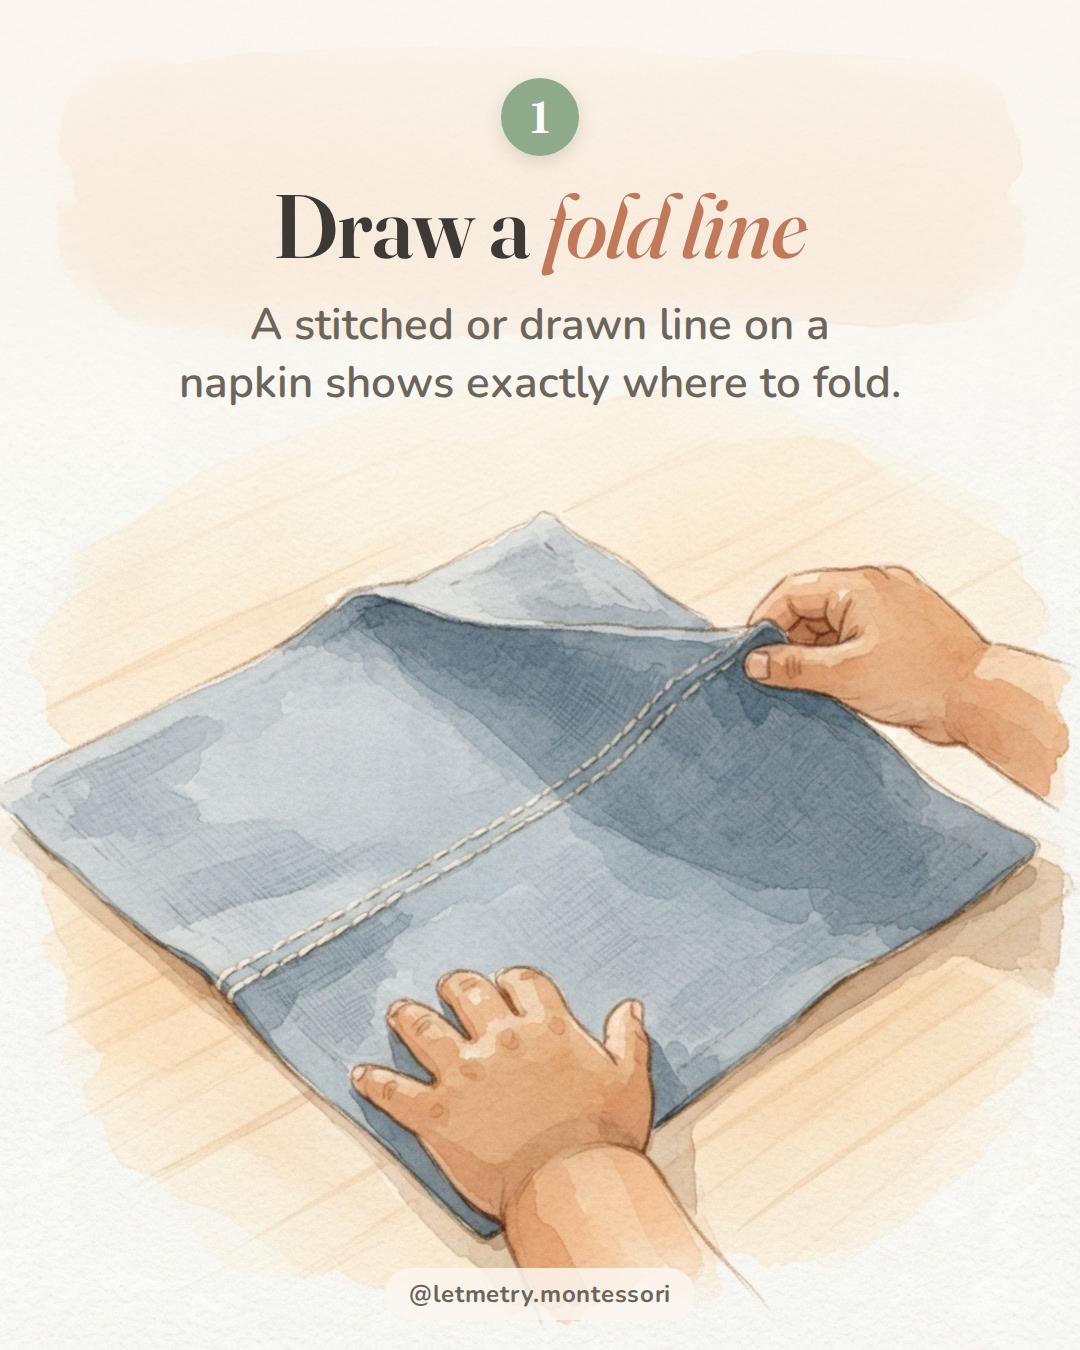 1
Draw a fold line
A stitched or drawn line on a
napkin shows exactly where to fold.
@letmetry.montessori